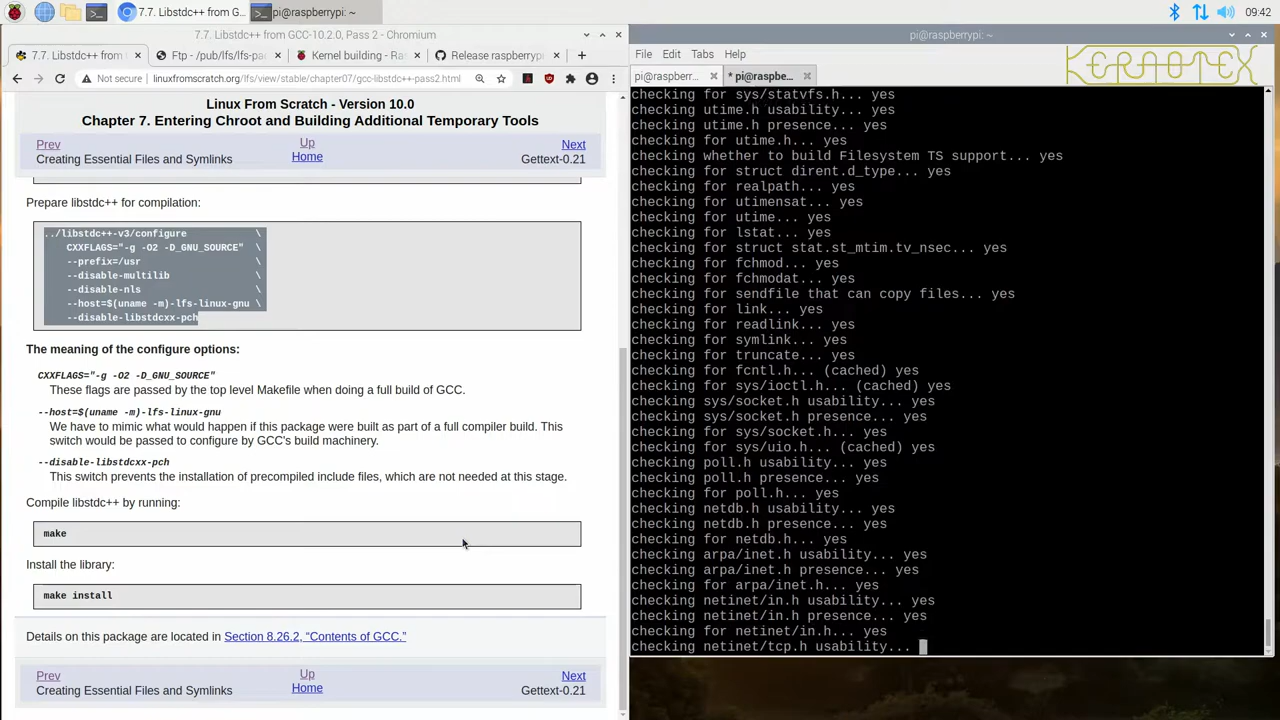 7.7. Libstdc++ from G...
pi@raspberrypi: ~
09:42
7.7. Libstdc++ from GCC-10.2.0, Pass 2 - Chromium
7.7. Libstdc++ from
Ftp - /pub/lfs/lfs-pac
Kernel building - Ras
Release raspberrypi
Not secure
linuxfromscratch.org/lfs/view/stable/chapter07/gcc-libstdc++-pass2.html
Linux From Scratch - Version 10.0
Chapter 7. Entering Chroot and Building Additional Temporary Tools
Prev
Up
Next
Creating Essential Files and Symlinks
Home
Gettext-0.21
Prepare libstdc++ for compilation:
../libstdc++-v3/configure \
CXXFLAGS="-g -O2 -D_GNU_SOURCE" \
--prefix=/usr \
--disable-multilib \
--disable-nls \
--host=$(uname -m)-lfs-linux-gnu \
--disable-libstdcxx-pch
The meaning of the configure options:
CXXFLAGS="-g -O2 -D_GNU_SOURCE"
These flags are passed by the top level Makefile when doing a full build of GCC.
--host=$(uname -m)-lfs-linux-gnu
We have to mimic what would happen if this package were built as part of a full compiler build. This
switch would be passed to configure by GCC's build machinery.
--disable-libstdcxx-pch
This switch prevents the installation of precompiled include files, which are not needed at this stage.
Compile libstdc++ by running:
make
Install the library:
make install
Details on this package are located in Section 8.26.2, “Contents of GCC.”
Prev
Up
Next
Creating Essential Files and Symlinks
Home
Gettext-0.21
pi@raspberrypi: ~
File Edit Tabs Help
KERAOTEX
pi@raspberr...
* pi@raspbe...
checking for sys/statvfs.h... yes
checking utime.h usability... yes
checking utime.h presence... yes
checking for utime.h... yes
checking whether to build Filesystem TS support... yes
checking for struct dirent.d_type... yes
checking for realpath... yes
checking for utimensat... yes
checking for utime... yes
checking for lstat... yes
checking for struct stat.st_mtim.tv_nsec... yes
checking for fchmod... yes
checking for fchmodat... yes
checking for sendfile that can copy files... yes
checking for link... yes
checking for readlink... yes
checking for symlink... yes
checking for truncate... yes
checking for fcntl.h... (cached) yes
checking for sys/ioctl.h... (cached) yes
checking sys/socket.h usability... yes
checking sys/socket.h presence... yes
checking for sys/socket.h... yes
checking for sys/uio.h... (cached) yes
checking poll.h usability... yes
checking poll.h presence... yes
checking for poll.h... yes
checking netdb.h usability... yes
checking netdb.h presence... yes
checking for netdb.h... yes
checking arpa/inet.h usability... yes
checking arpa/inet.h presence... yes
checking for arpa/inet.h... yes
checking netinet/in.h usability... yes
checking netinet/in.h presence... yes
checking for netinet/in.h... yes
checking netinet/tcp.h usability...